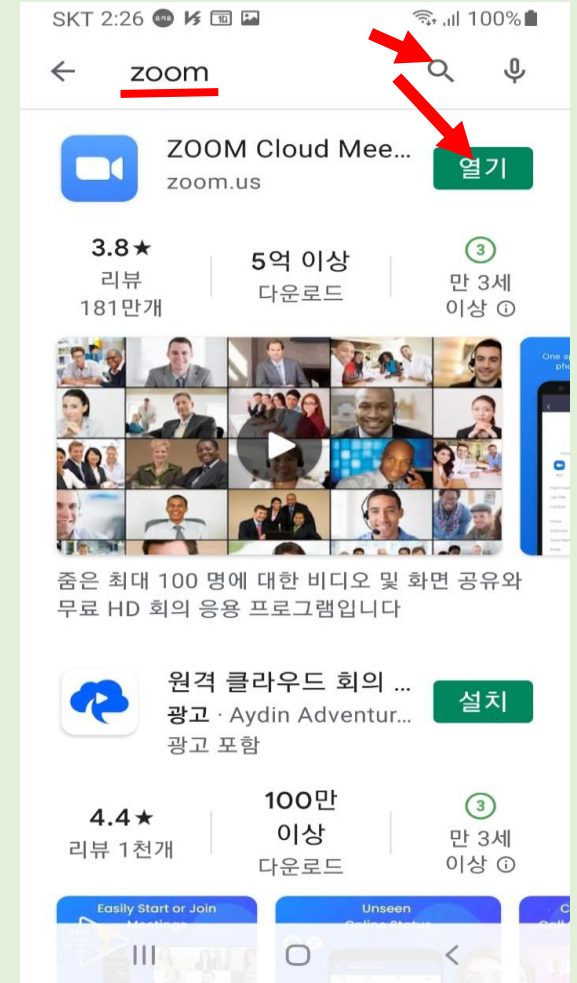 SKT 2:26 100%
zoom
ZOOM Cloud Mee...
zoom.us
열기
3.8★
리뷰
181만개
5억 이상
다운로드
3
만 3세
이상
One a
pho
줌은 최대 100 명에 대한 비디오 및 화면 공유와
무료 HD 회의 응용 프로그램입니다
원격 클라우드 회의 ...
광고 · Aydin Adventur...
광고 포함
설치
4.4★
리뷰 1천개
100만
이상
다운로드
3
만 3세
이상
Easily Start or Join
Meetings
Unseen
Online Status